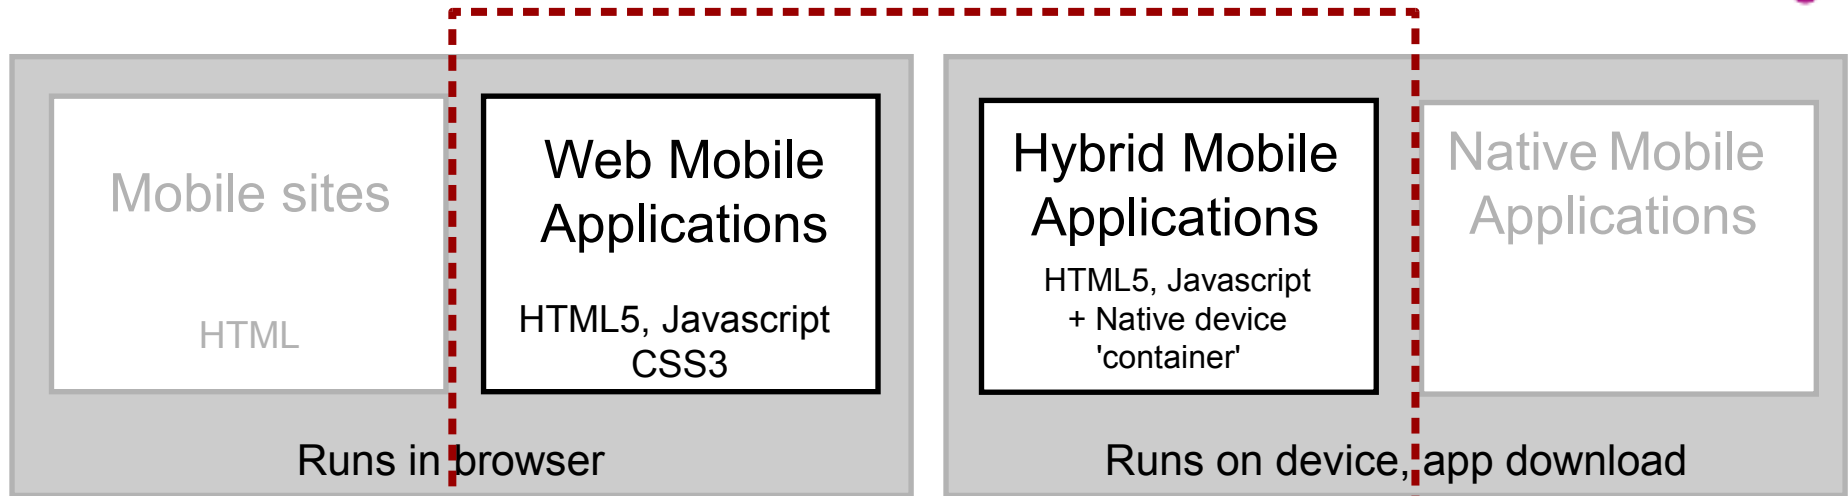 Mobile sites
HTML
Web Mobile
Applications
HTML5, Javascript
CSS3
Runs in browser
Hybrid Mobile
Applications
HTML5, Javascript
+ Native device
'container'
Native Mobile
Applications
Runs on device, app download